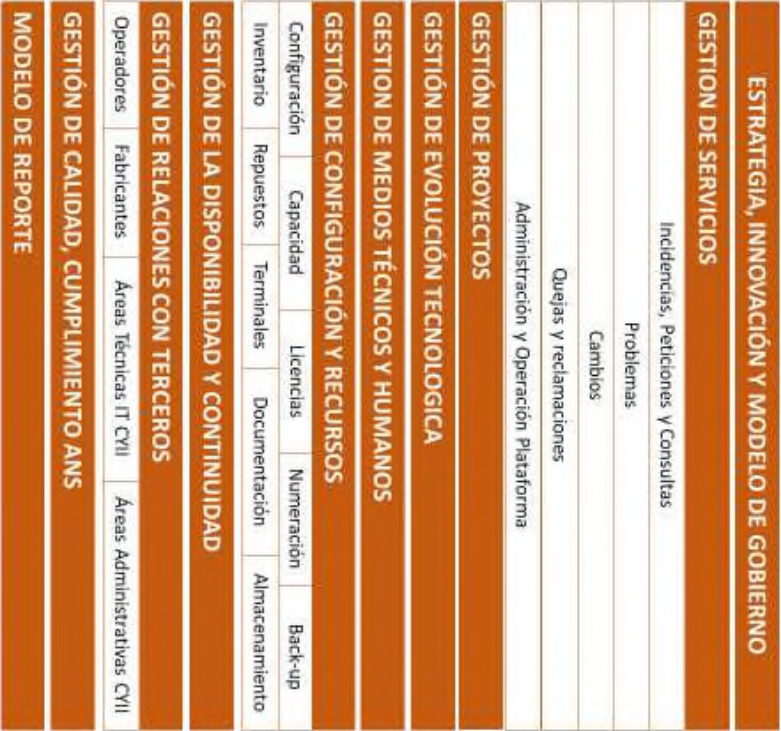 ESTRATEGIA, INNOVACIÓN Y MODELO DE GOBIERNO
GESTION DE SERVICIOS
Incidencias, Peticiones y Consultas
Problemas
Cambios
Quejas y reclamaciones
Administración y Operación Plataforma
GESTIÓN DE PROYECTOS
GESTIÓN DE EVOLUCIÓN TECNOLOGICA
GESTION DE MEDIOS TÉCNICOS Y HUMANOS
GESTIÓN DE CONFIGURACIÓN Y RECURSOS
Configuración Capacidad Licencias Numeración Back-up
Inventario Repuestos Terminales Documentación Almacenamiento
GESTIÓN DE LA DISPONIBILIDAD Y CONTINUIDAD
GESTIÓN DE RELACIONES CON TERCEROS
Operadores Fabricantes Áreas Técnicas IT CYII Áreas Administrativas CYII
GESTIÓN DE CALIDAD, CUMPLIMIENTO ANS
MODELO DE REPORTE